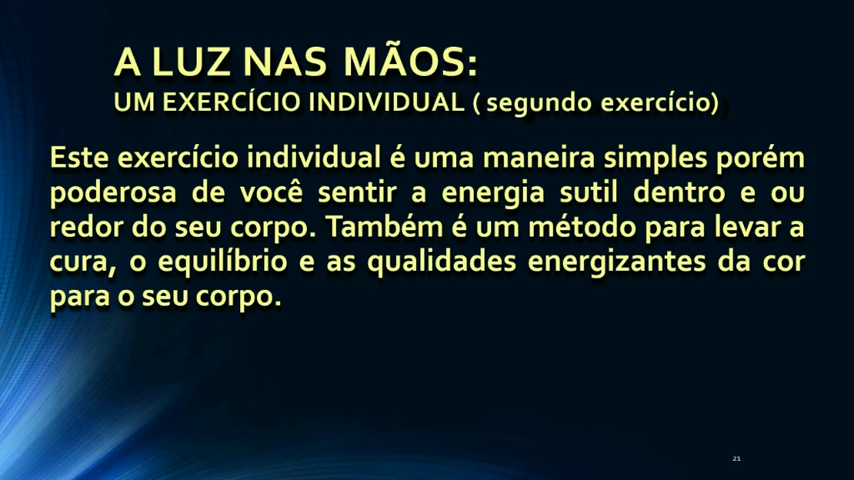 A LUZ NAS MÃOS:
UM EXERCÍCIO INDIVIDUAL ( segundo exercício)
Este exercício individual é uma maneira simples porém
poderosa de você sentir a energia sutil dentro e ou
redor do seu corpo. Também é um método para levar a
cura, o equilíbrio e as qualidades energizantes da cor
para o seu corpo.
21